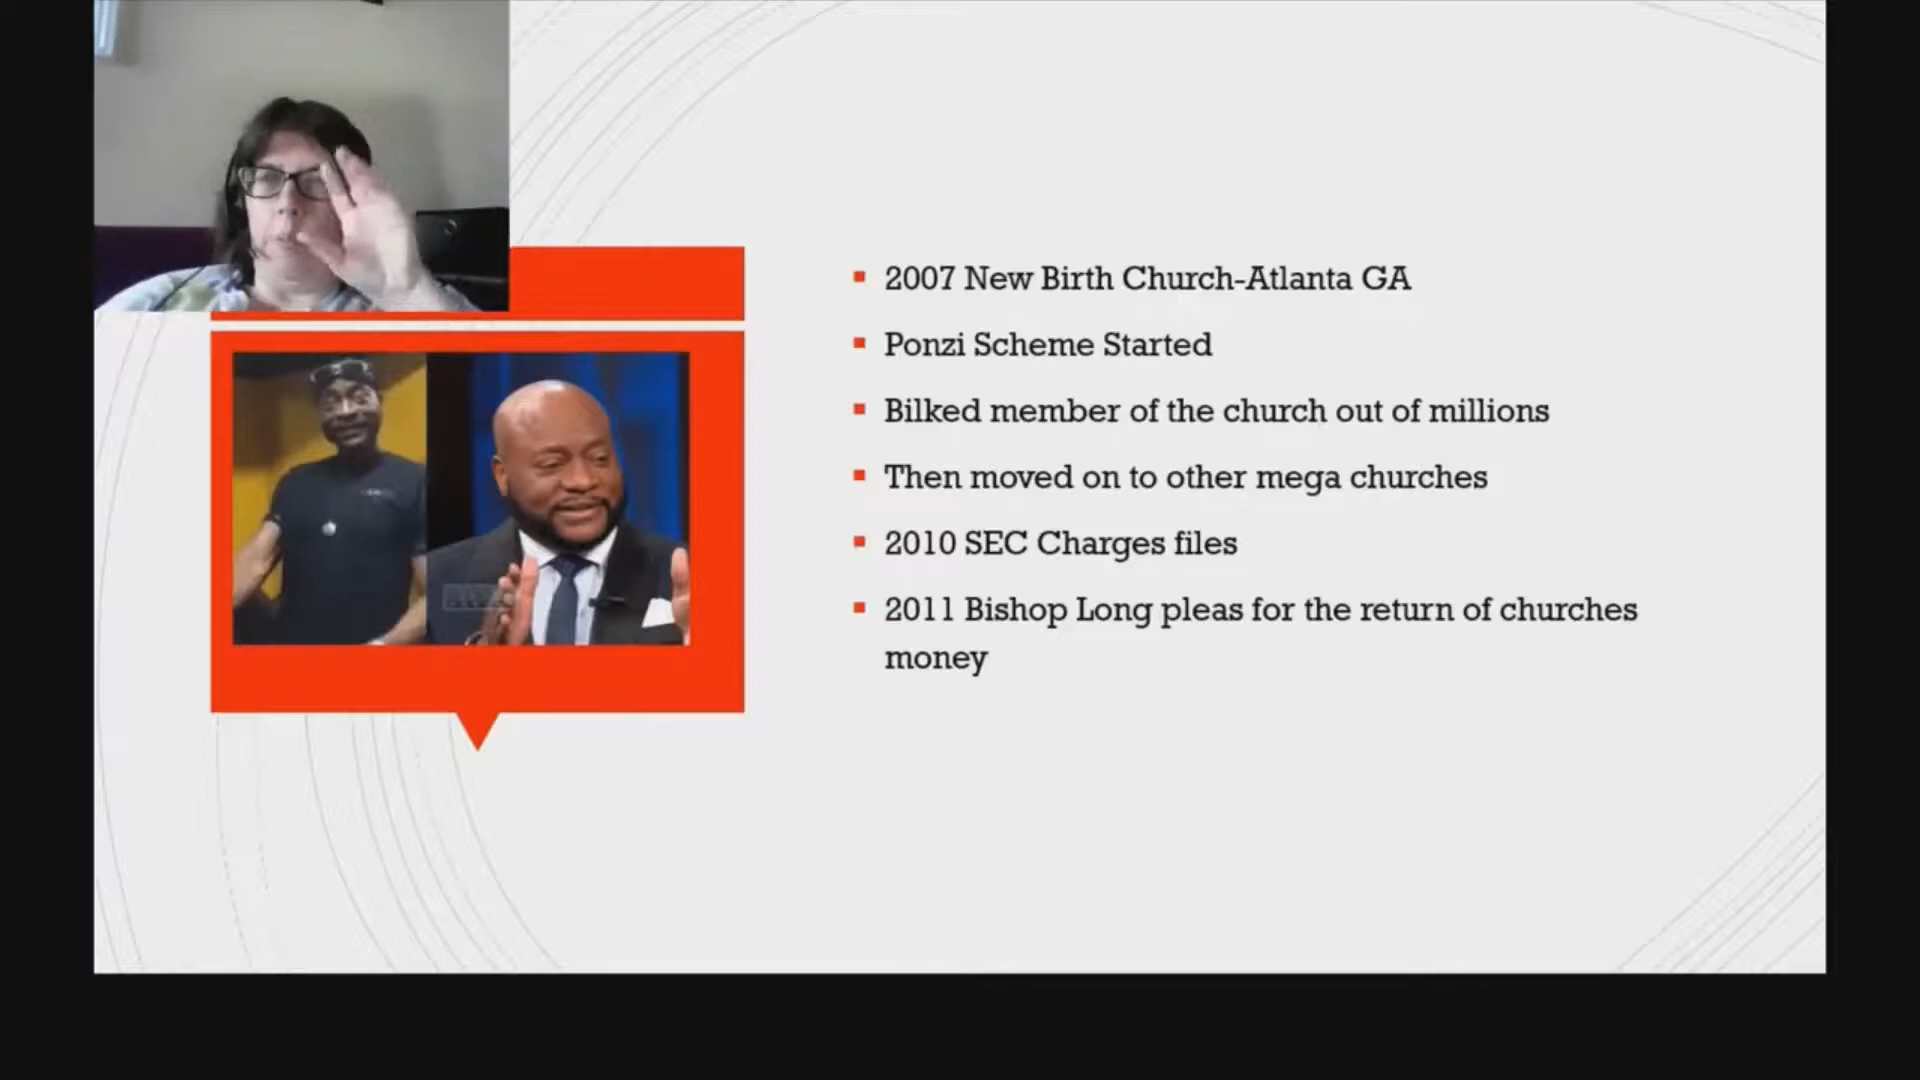 2007 New Birth Church-Atlanta GA
Ponzi Scheme Started
Bilked member of the church out of millions
Then moved on to other mega churches
2010 SEC Charges files
2011 Bishop Long pleas for the return of churches
money